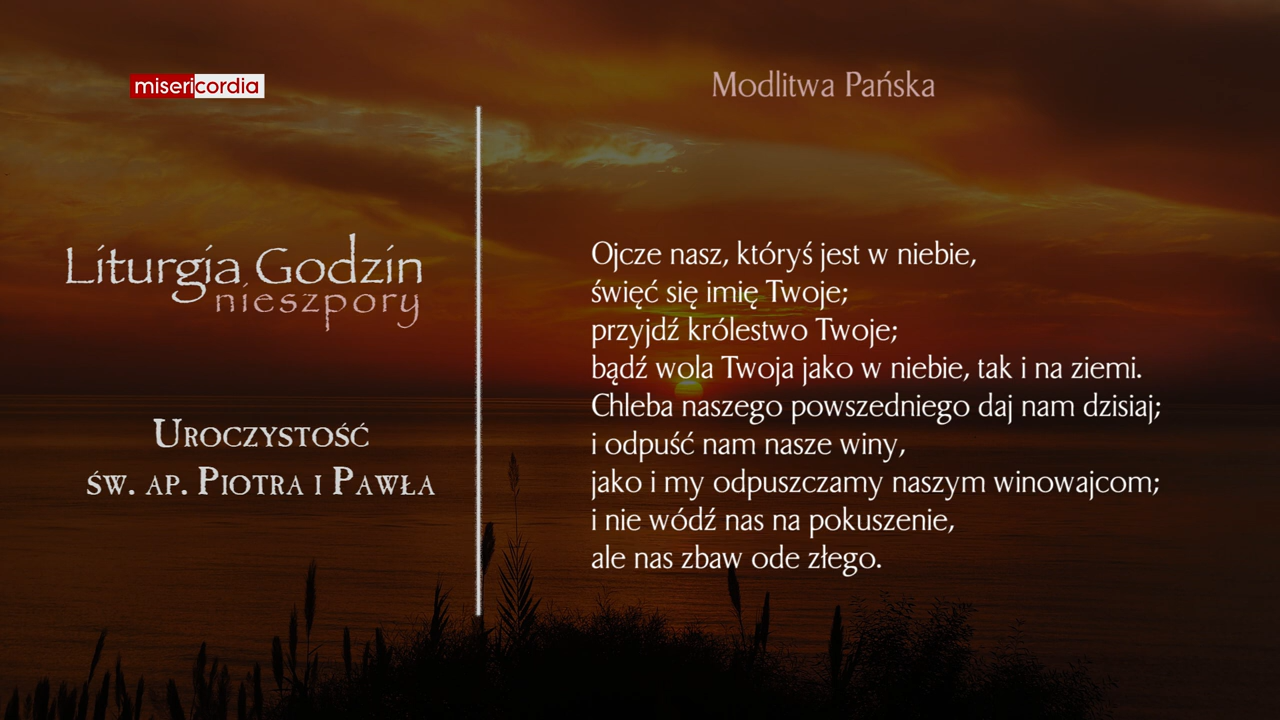 misericordia
Liturgia Godzin
nieszpory
Uroczystość
św. ap. Piotra i Pawła
Modlitwa Pańska
Ojcze nasz, któryś jest w niebie,
święć się imię Twoje;
przyjdź królestwo Twoje;
bądź wola Twoja jako w niebie, tak i na ziemi.
Chleba naszego powszedniego daj nam dzisiaj;
i odpuść nam nasze winy,
jako i my odpuszczamy naszym winowajcom;
i nie wódź nas na pokuszenie,
ale nas zbaw ode złego.